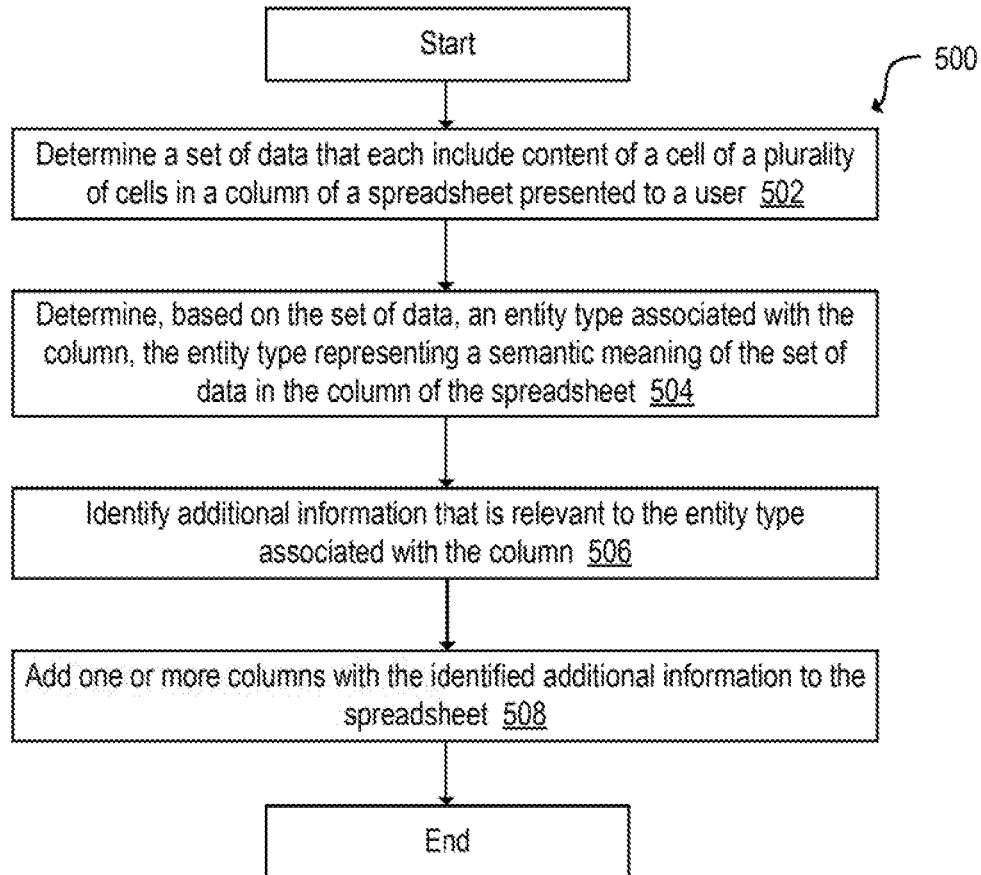 Start
500
Determine a set of data that each include content of a cell of a plurality
of cells in a column of a spreadsheet presented to a user 502
Determine, based on the set of data, an entity type associated with the
column, the entity type representing a semantic meaning of the set of
data in the column of the spreadsheet 504
Identify additional information that is relevant to the entity type
associated with the column 506
Add one or more columns with the identified additional information to the
spreadsheet 508
End